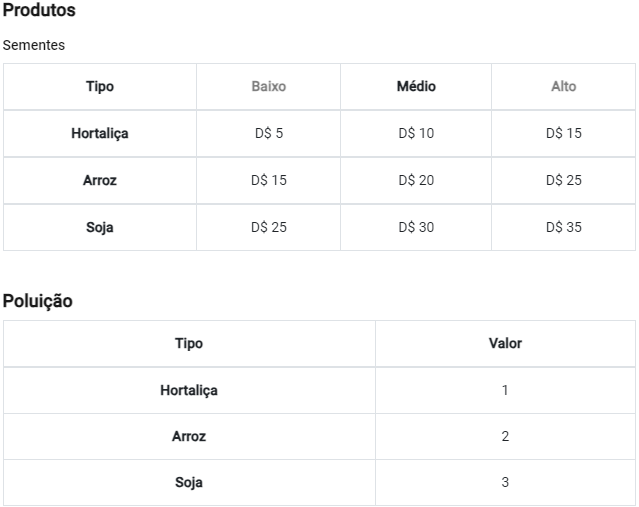 Produtos
Sementes
Tipo Baixo Médio Alto
Hortaliça D$ 5 D$ 10 D$ 15
Arroz D$ 15 D$ 20 D$ 25
Soja D$ 25 D$ 30 D$ 35
Poluição
Tipo Valor
Hortaliça 1
Arroz 2
Soja 3